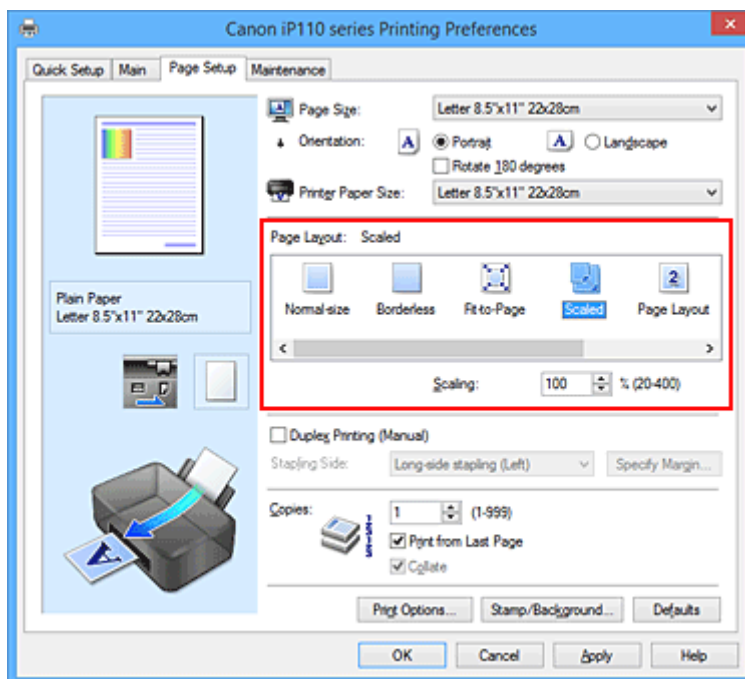 Canon iP110 series Printing Preferences
Quick Setup Main Page Setup Maintenance
Page Size: Letter 8.5"x11" 22x28cm
Orientation: A Portrait A Landscape
Rotate 180 degrees
Printer Paper Size: Letter 8.5"x11" 22x28cm
Page Layout: Scaled
2
Normal-size Borderless Fit-to-Page Scaled Page Layout
Scaling: 100 % (20-400)
Plain Paper
Letter 8.5"x11" 22x28cm
Duplex Printing (Manual)
Stapling Side: Long-side stapling (Left) Specify Margin...
Copies: 1 (1-999)
Print from Last Page
Collate
A
Print Options... Stamp/Background... Defaults
OK Cancel Apply Help